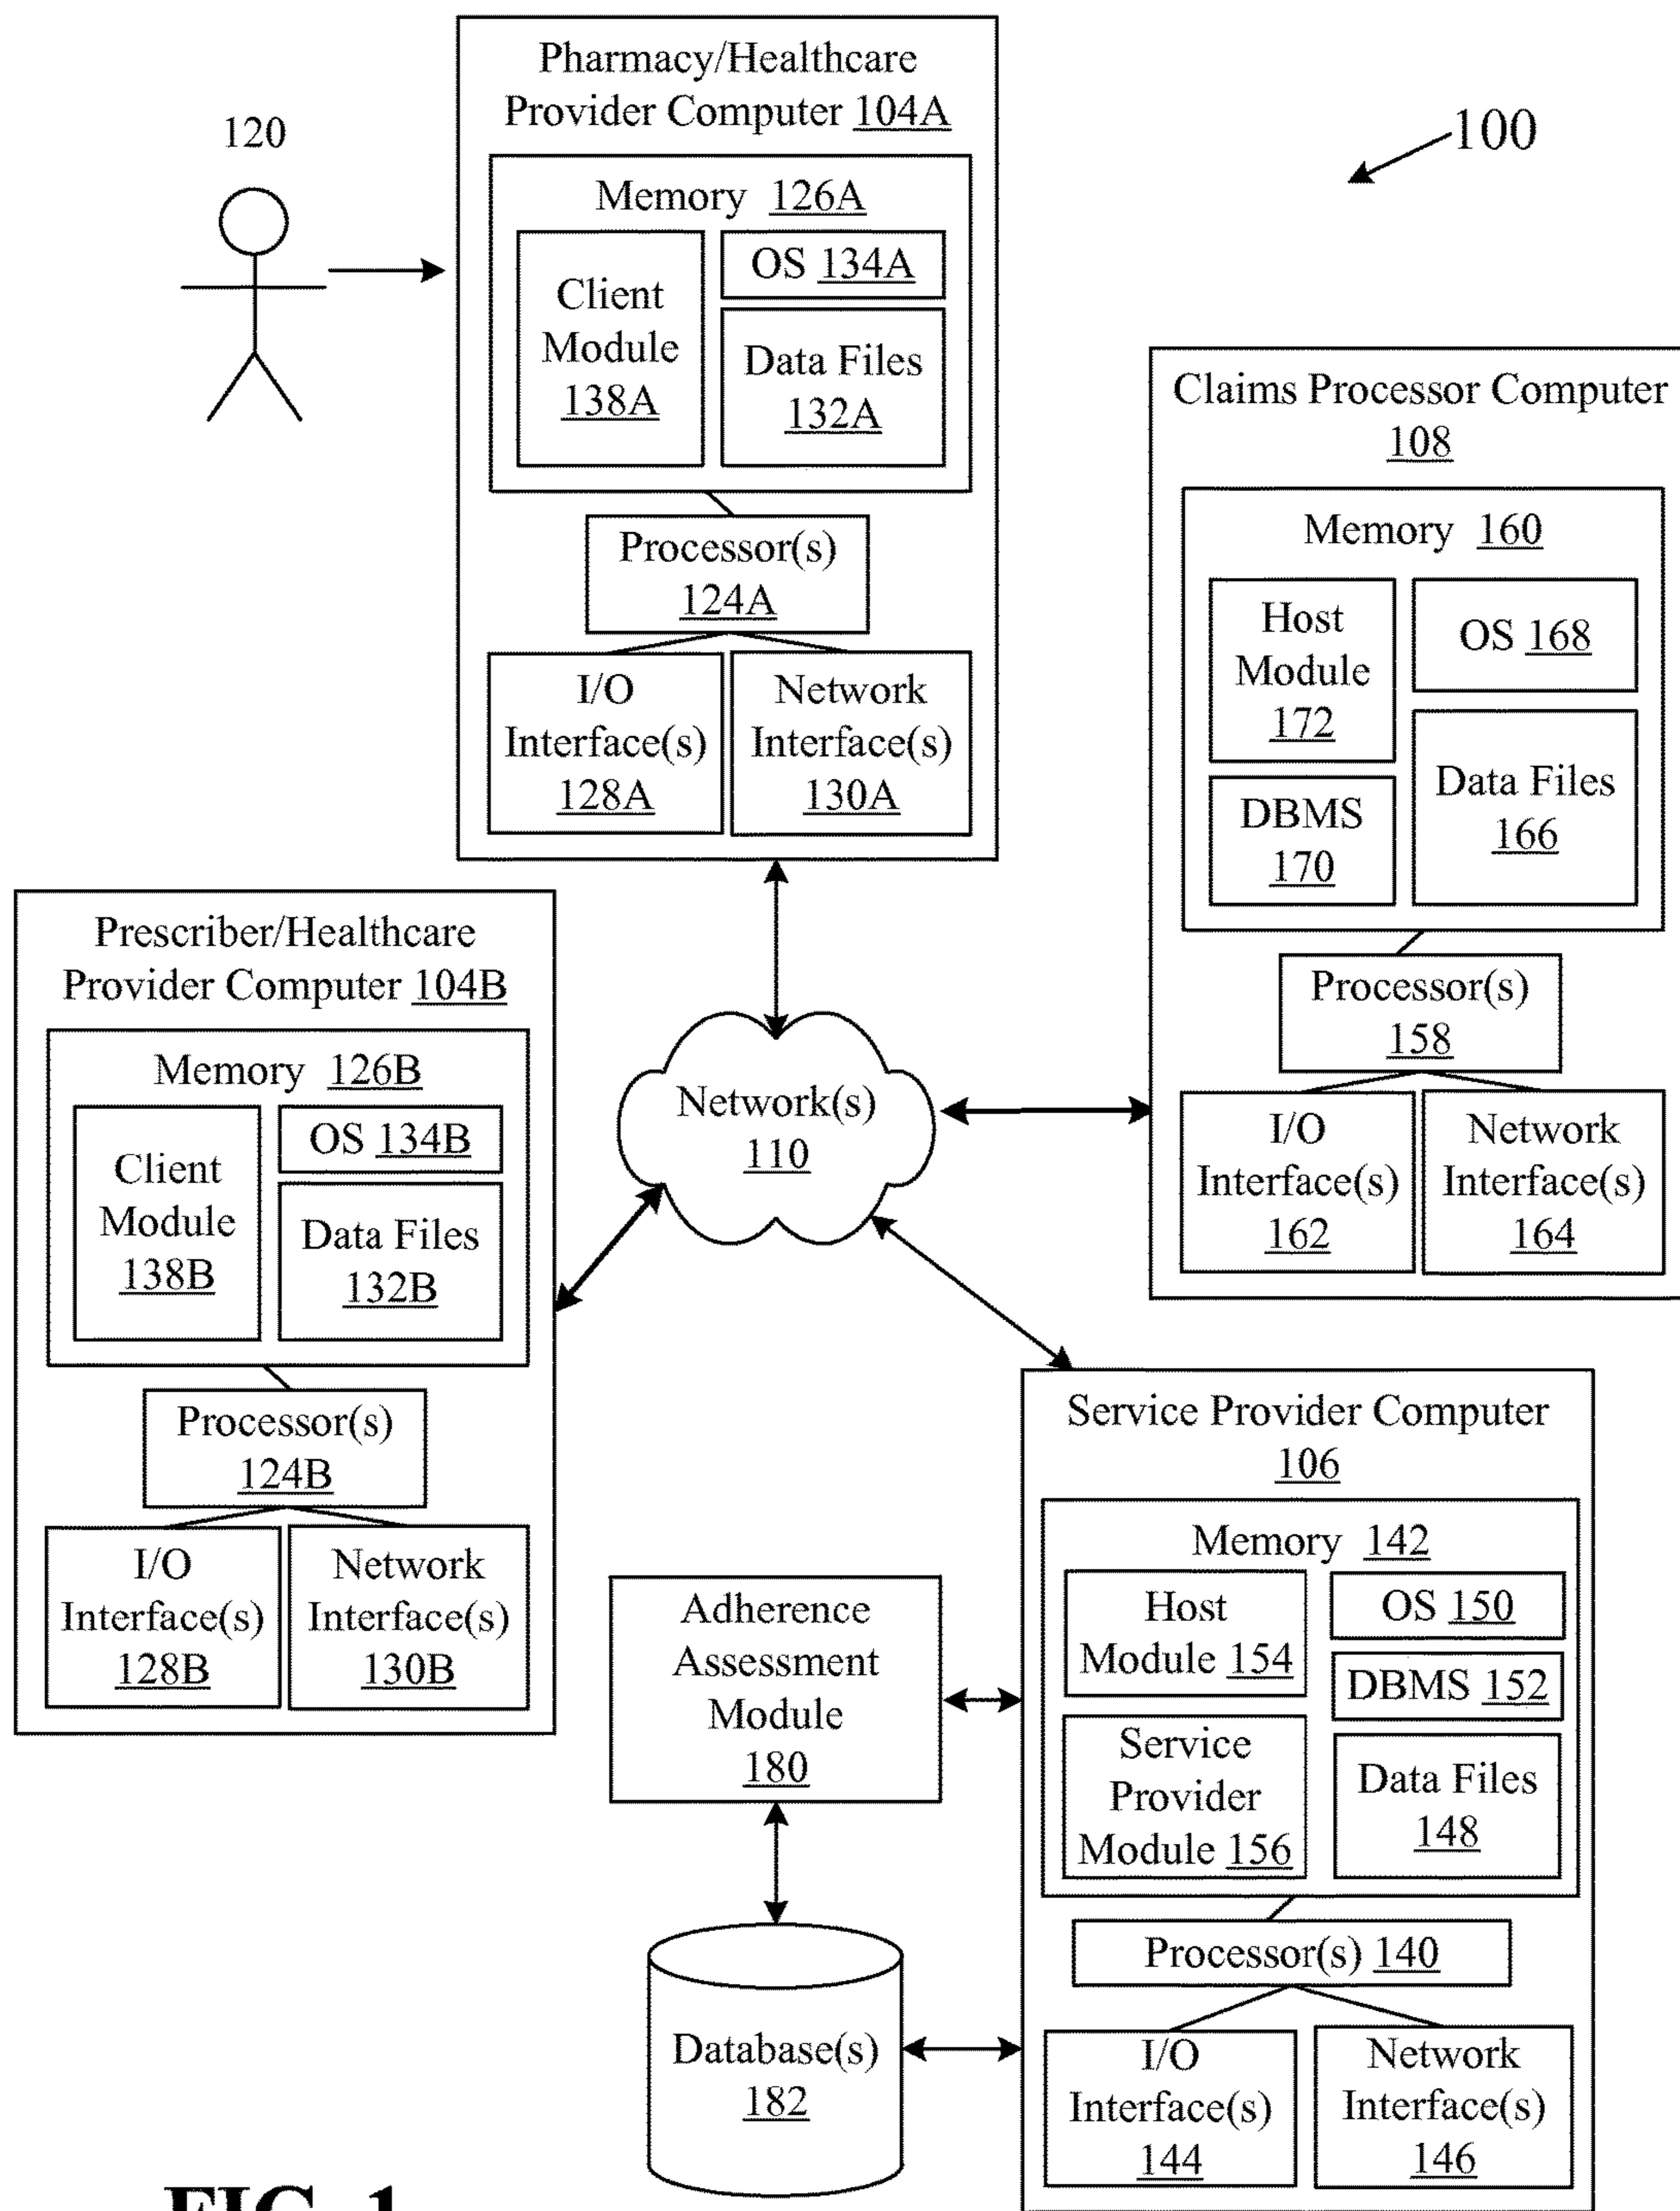 120
100
Pharmacy/Healthcare
Provider Computer 104A
Memory 126A
Client
Module
138A
OS 134A
Data Files
132A
Processor(s)
124A
I/O
Interface(s)
128A
Network
Interface(s)
130A
Claims Processor Computer
108
Memory 160
Host
Module
172
OS 168
DBMS
170
Data Files
166
Processor(s)
158
I/O
Interface(s)
162
Network
Interface(s)
164
Prescriber/Healthcare
Provider Computer 104B
Memory 126B
Client
Module
138B
OS 134B
Data Files
132B
Processor(s)
124B
I/O
Interface(s)
128B
Network
Interface(s)
130B
Network(s)
110
Service Provider Computer
106
Memory 142
Host
Module 154
OS 150
DBMS 152
Service
Provider
Module 156
Data Files
148
Processor(s) 140
I/O
Interface(s)
144
Network
Interface(s)
146
Adherence
Assessment
Module
180
Database(s)
182
FIG. 1